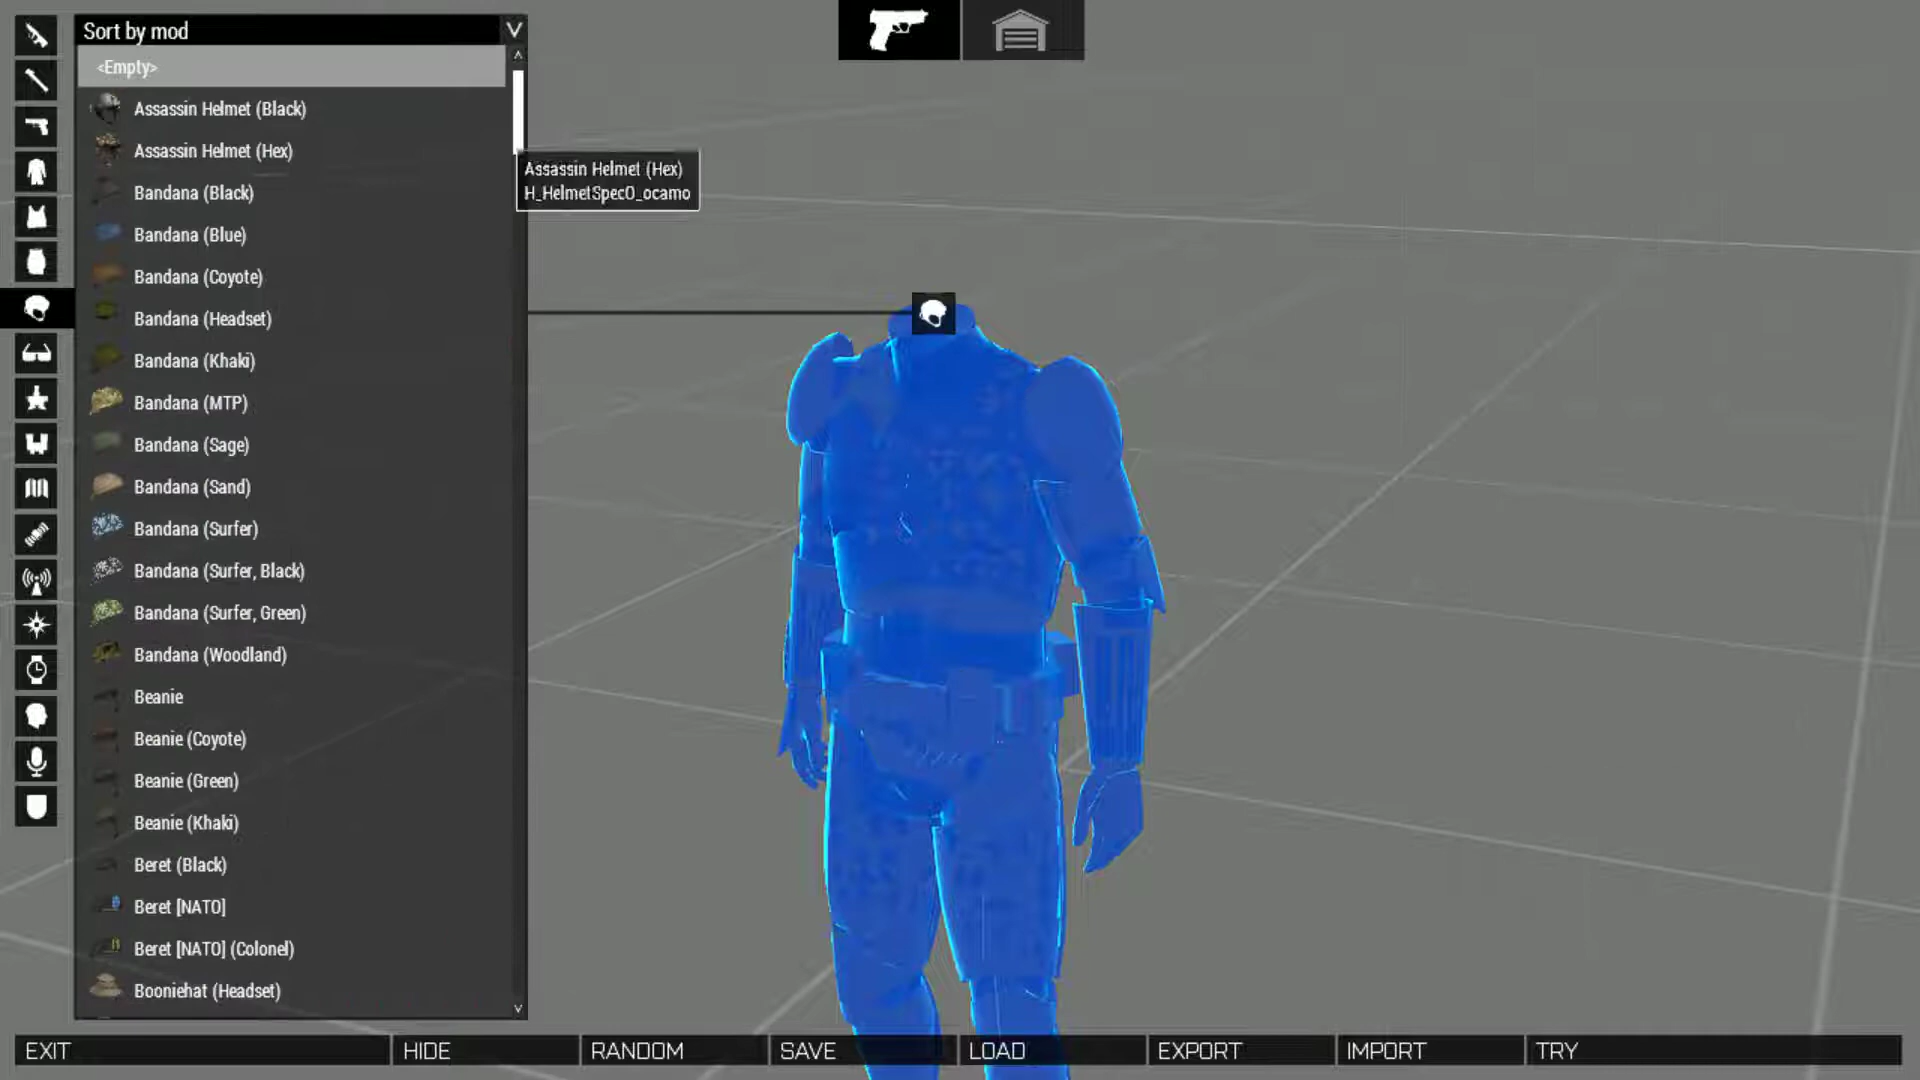 Sort by mod
V
<Empty>
Assassin Helmet (Black)
Assassin Helmet (Hex)
Assassin Helmet (Hex)
H_HelmetSpecO_ocamo
Bandana (Black)
Bandana (Blue)
Bandana (Coyote)
Bandana (Headset)
Bandana (Khaki)
Bandana (MTP)
Bandana (Sage)
Bandana (Sand)
Bandana (Surfer)
Bandana (Surfer, Black)
Bandana (Surfer, Green)
Bandana (Woodland)
Beanie
Beanie (Coyote)
Beanie (Green)
Beanie (Khaki)
Beret (Black)
Beret [NATO]
Beret [NATO] (Colonel)
Booniehat (Headset)
EXIT
HIDE
RANDOM
SAVE
LOAD
EXPORT
IMPORT
TRY